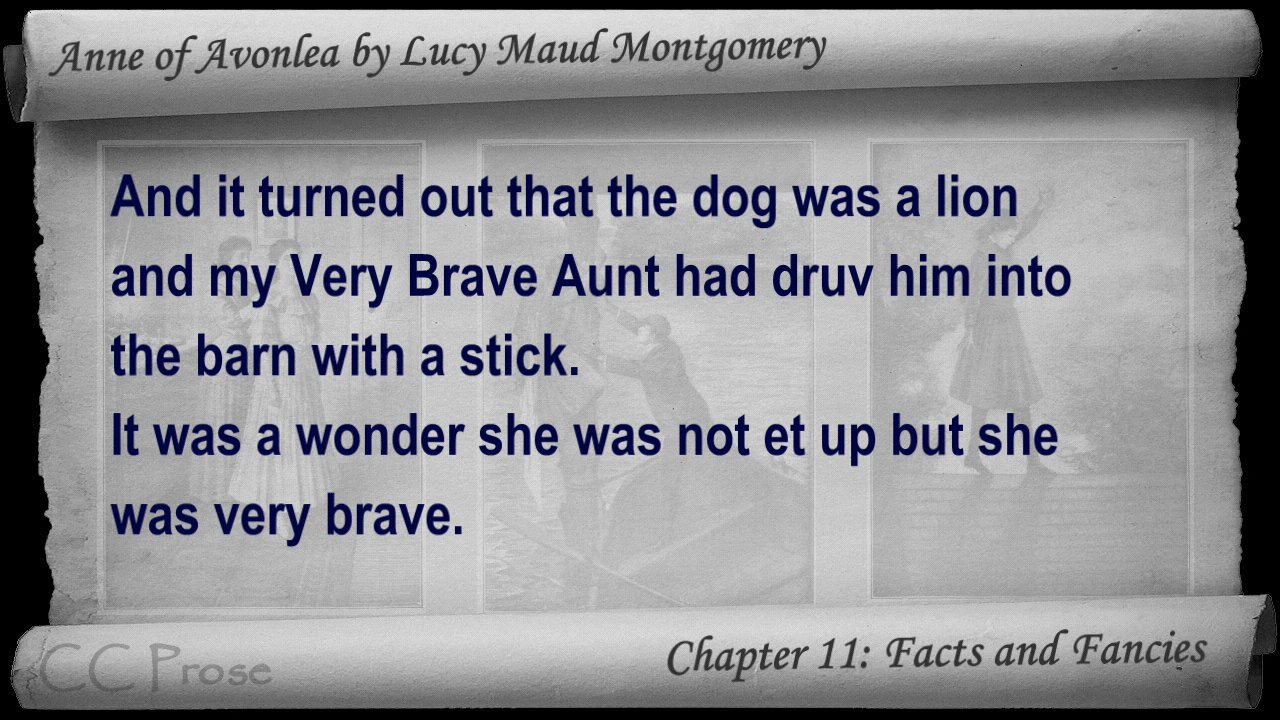 Anne of Avonlea by Lucy Maud Montgomery
And it turned out that the dog was a lion
and my Very Brave Aunt had druv him into
the barn with a stick.
It was a wonder she was not et up but she
was very brave.
CC Prose
Chapter 11: Facts and Fancies